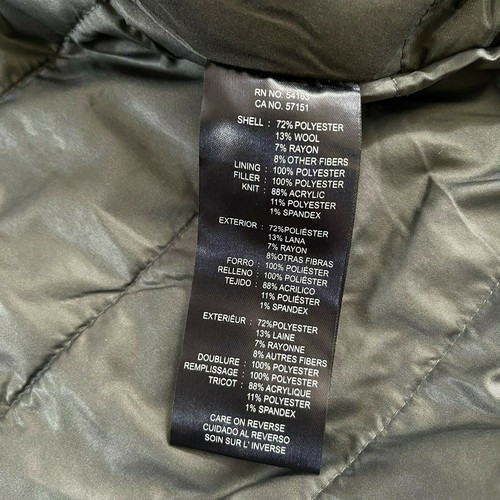 RN NO. 54163
CA NO. 57151
SHELL : 72% POLYESTER
13% WOOL
7% RAYON
8% OTHER FIBERS
LINING : 100% POLYESTER
FILLER : 100% POLYESTER
KNIT : 88% ACRYLIC
11% POLYESTER
1% SPANDEX
EXTERIOR : 72%POLIÉSTER
13% LANA
7% RAYON
8%OTRAS FIBRAS
FORRO : 100% POLIÉSTER
RELLENO : 100% POLIÉSTER
TEJIDO : 88% ACRILICO
11% POLIÉSTER
1% SPANDEX
EXTERIEUR : 72%POLYESTER
13% LAINE
7% RAYONNE
8% AUTRES FIBERS
DOUBLURE : 100% POLYESTER
REMPLISSAGE : 100% POLYESTER
TRICOT : 88% ACRYLIQUE
11% POLYESTER
1% SPANDEX
CARE ON REVERSE
CUIDADO AL REVERSO
SOIN SUR L' INVERSE